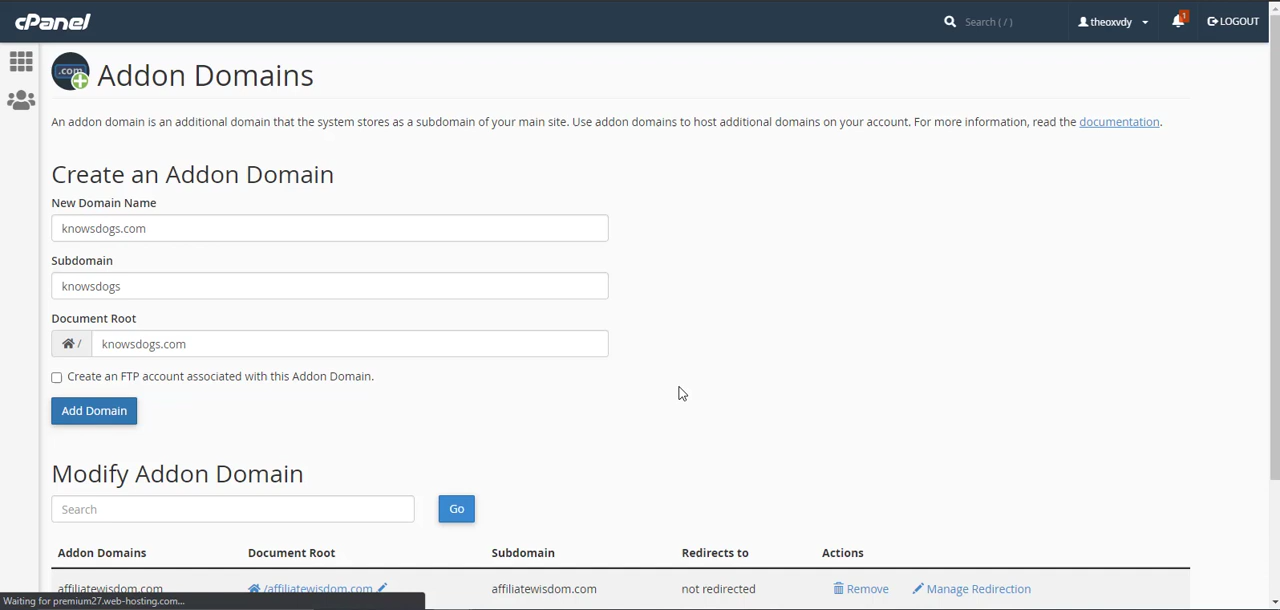 cPanel
Search ( / )
theoxvdy
1
LOGOUT
.com
Addon Domains
An addon domain is an additional domain that the system stores as a subdomain of your main site. Use addon domains to host additional domains on your account. For more information, read the documentation.
Create an Addon Domain
New Domain Name
knowsdogs.com
Subdomain
knowsdogs
Document Root
/ knowsdogs.com
Create an FTP account associated with this Addon Domain.
Add Domain
Modify Addon Domain
Search Go
Addon Domains Document Root Subdomain Redirects to Actions
affiliatewisdom.com /affiliatewisdom.com affiliatewisdom.com not redirected Remove Manage Redirection
Waiting for premium27.web-hosting.com...